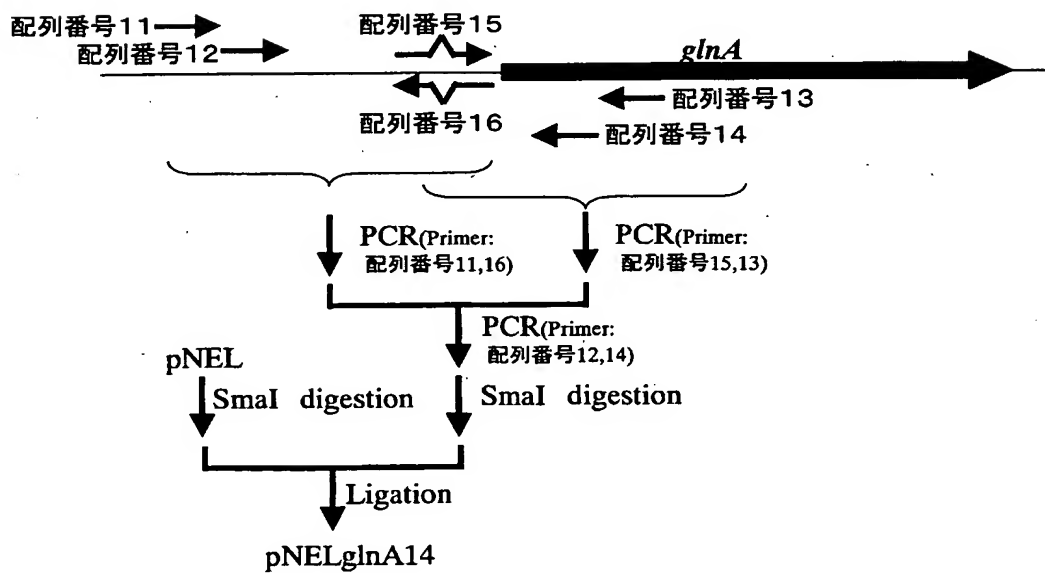 配列番号11
配列番号12
配列番号15
glnA
配列番号13
配列番号16
配列番号14
PCR(Primer:
配列番号11,16)
PCR(Primer:
配列番号15,13)
PCR(Primer:
配列番号12,14)
pNEL
SmaI digestion
SmaI digestion
Ligation
pNELglnA14